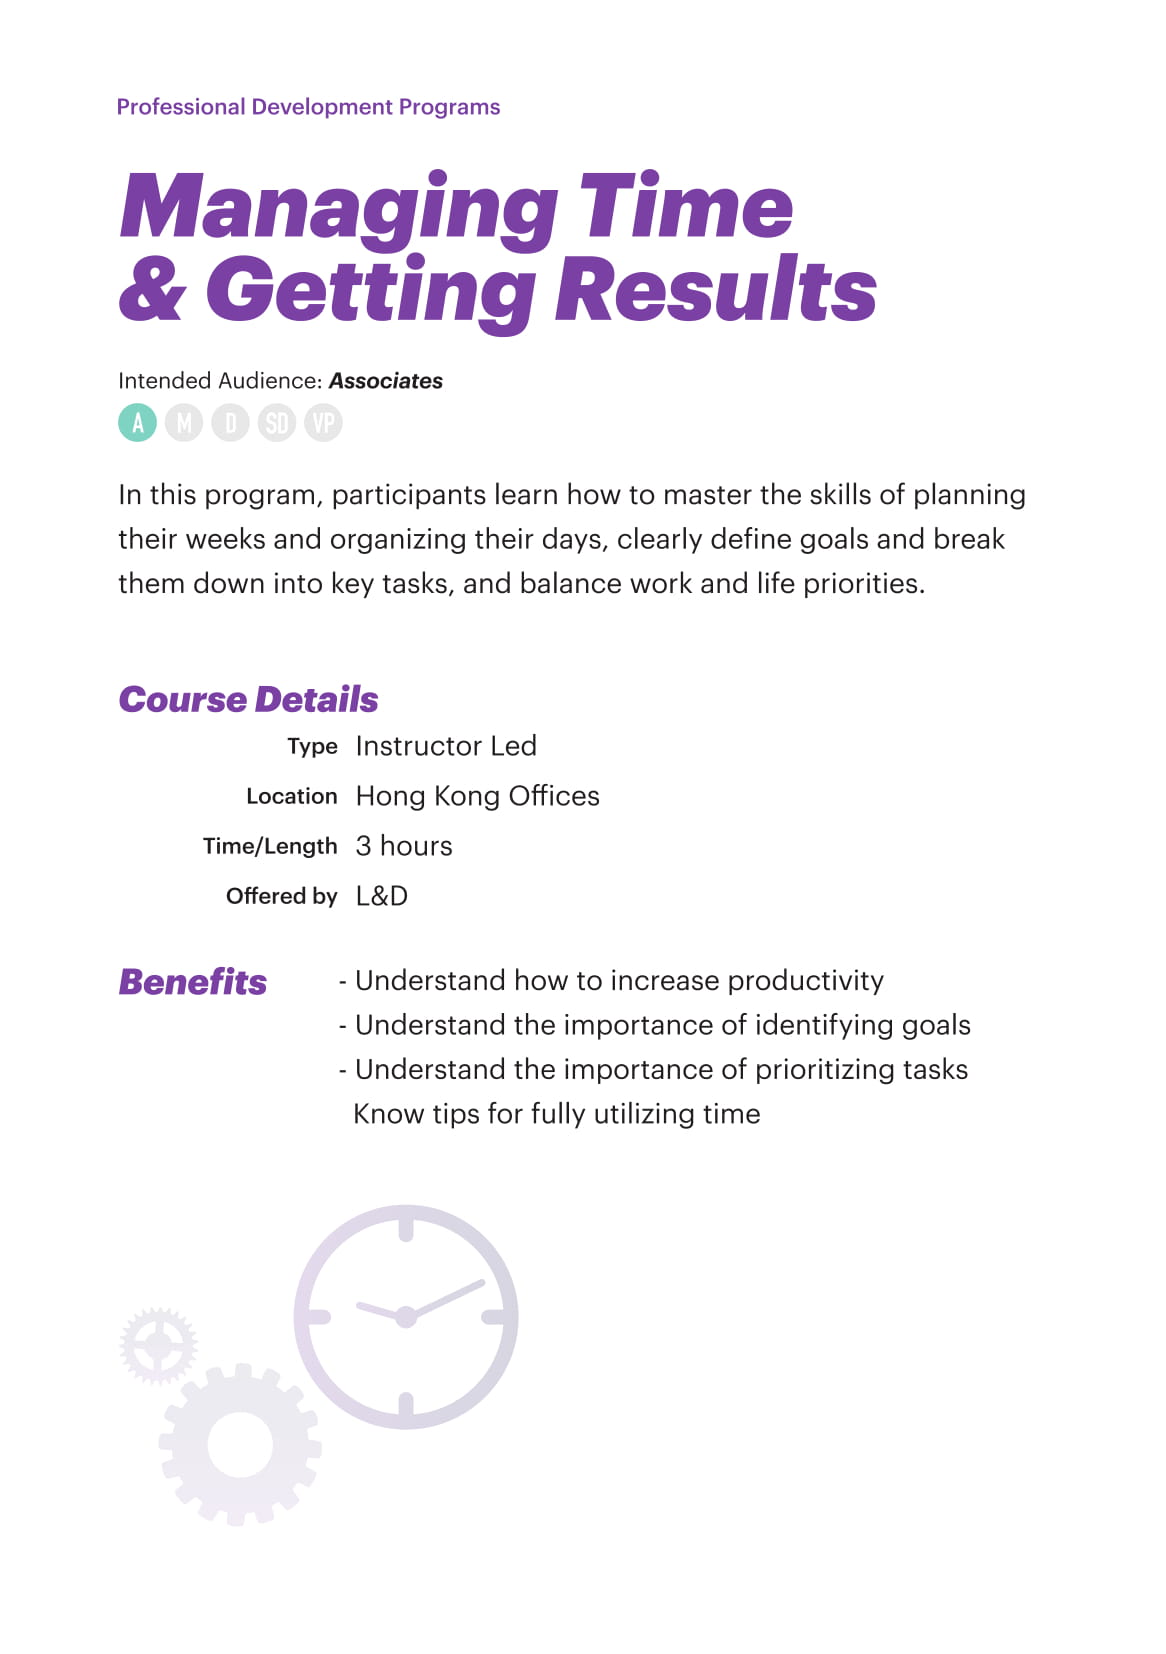 Professional Development Programs
Managing Time
& Getting Results
Intended Audience: Associates
A M D SD VP
In this program, participants learn how to master the skills of planning
their weeks and organizing their days, clearly define goals and break
them down into key tasks, and balance work and life priorities.
Course Details
Type Instructor Led
Location Hong Kong Offices
Time/Length 3 hours
Offered by L&D
Benefits - Understand how to increase productivity
- Understand the importance of identifying goals
- Understand the importance of prioritizing tasks
Know tips for fully utilizing time